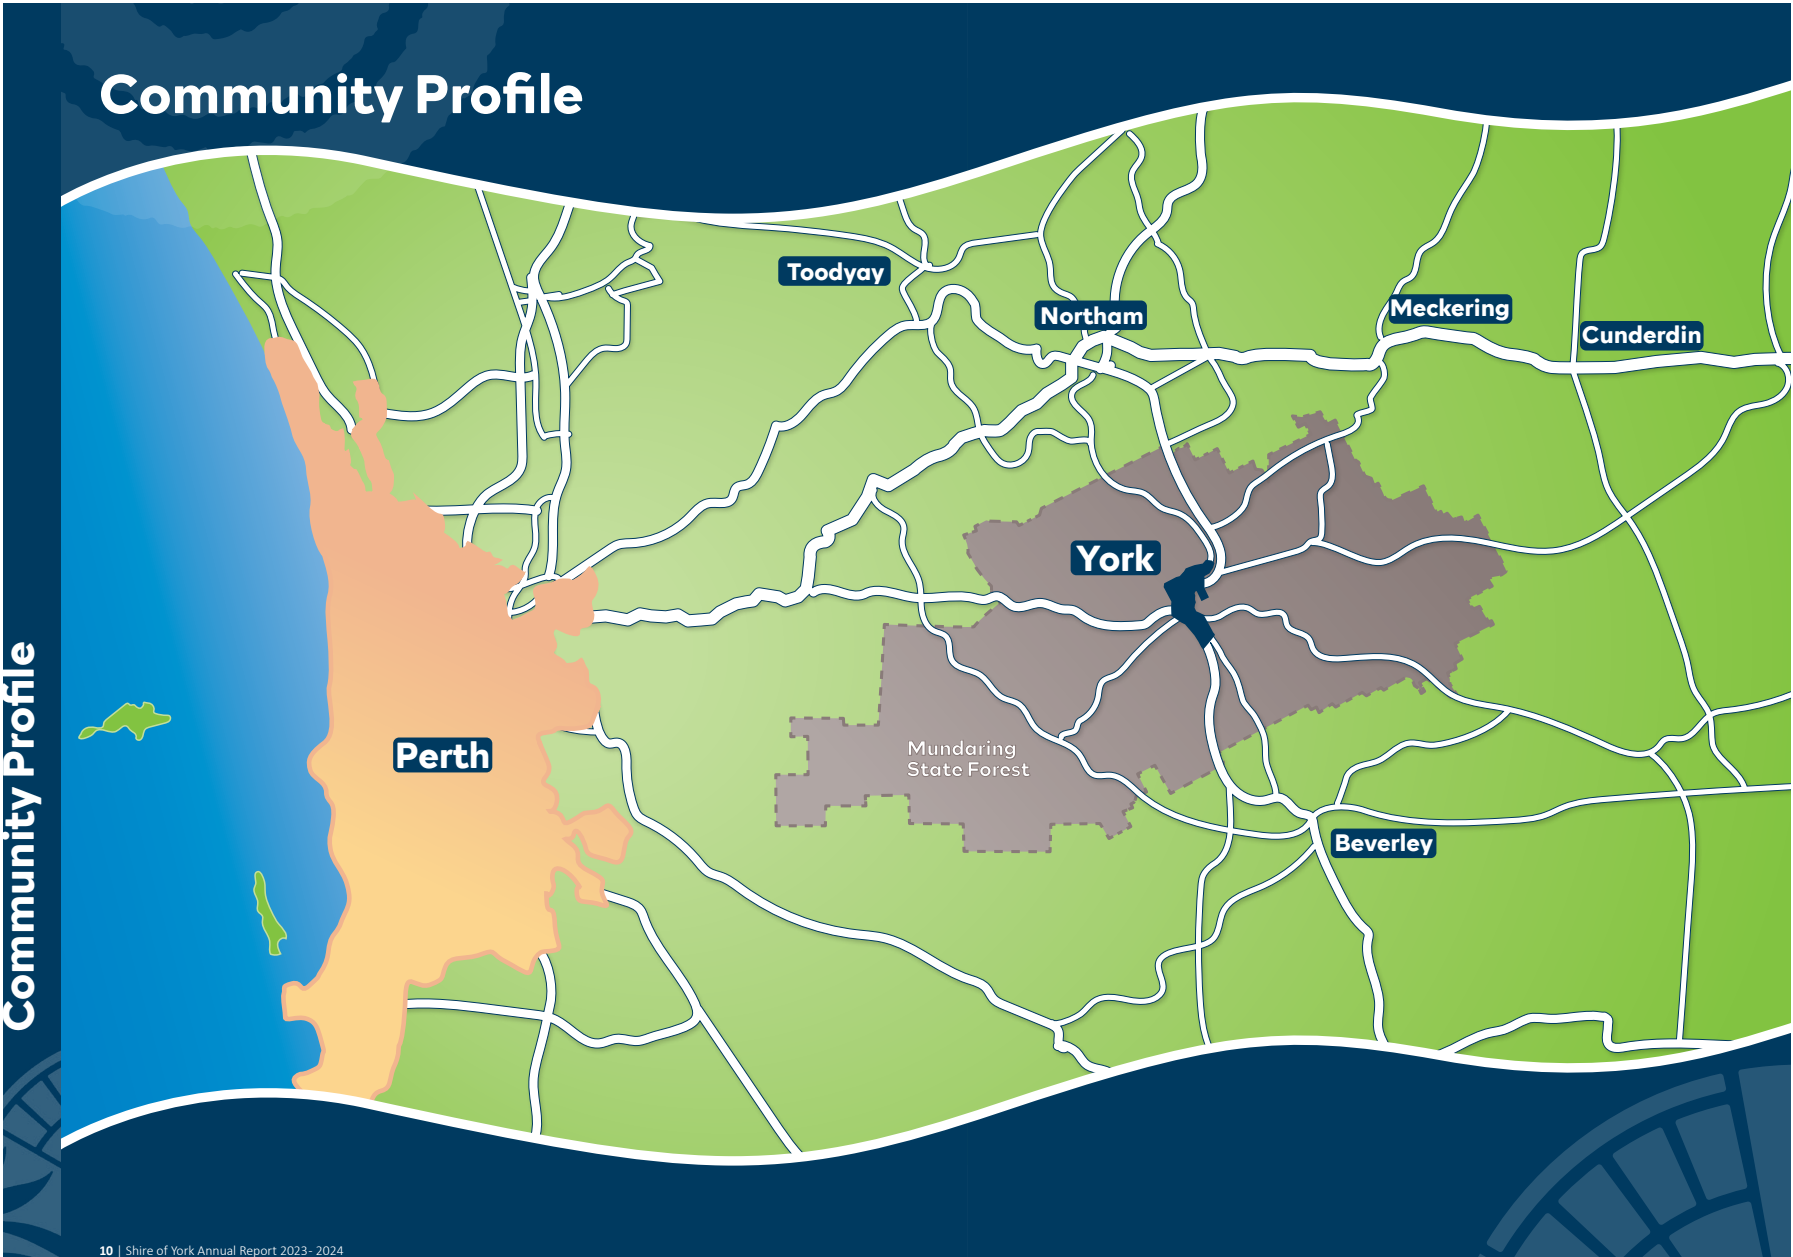 Community Profile
Toodyay
Northam
Meckering
Cunderdin
York
Mundaring
State Forest
Perth
Beverley
Community Profile
10 | Shire of York Annual Report 2023- 2024